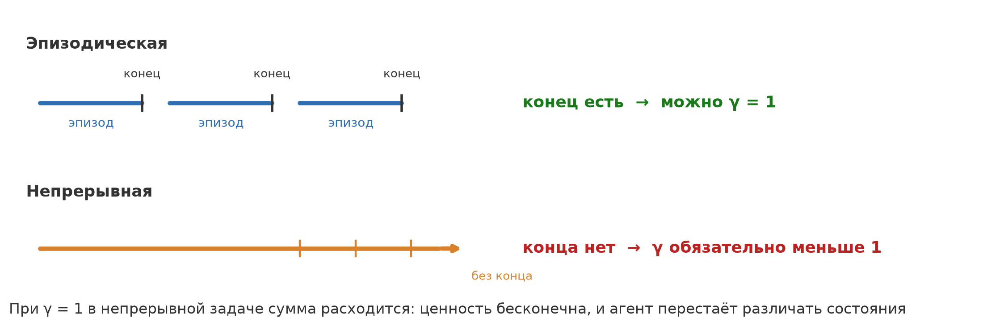 Эпизодическая
конец конец конец
конец есть → можно γ = 1
эпизод эпизод эпизод
Непрерывная
конца нет → γ обязательно меньше 1
без конца
При γ = 1 в непрерывной задаче сумма расходится: ценность бесконечна, и агент перестаёт различать состояния